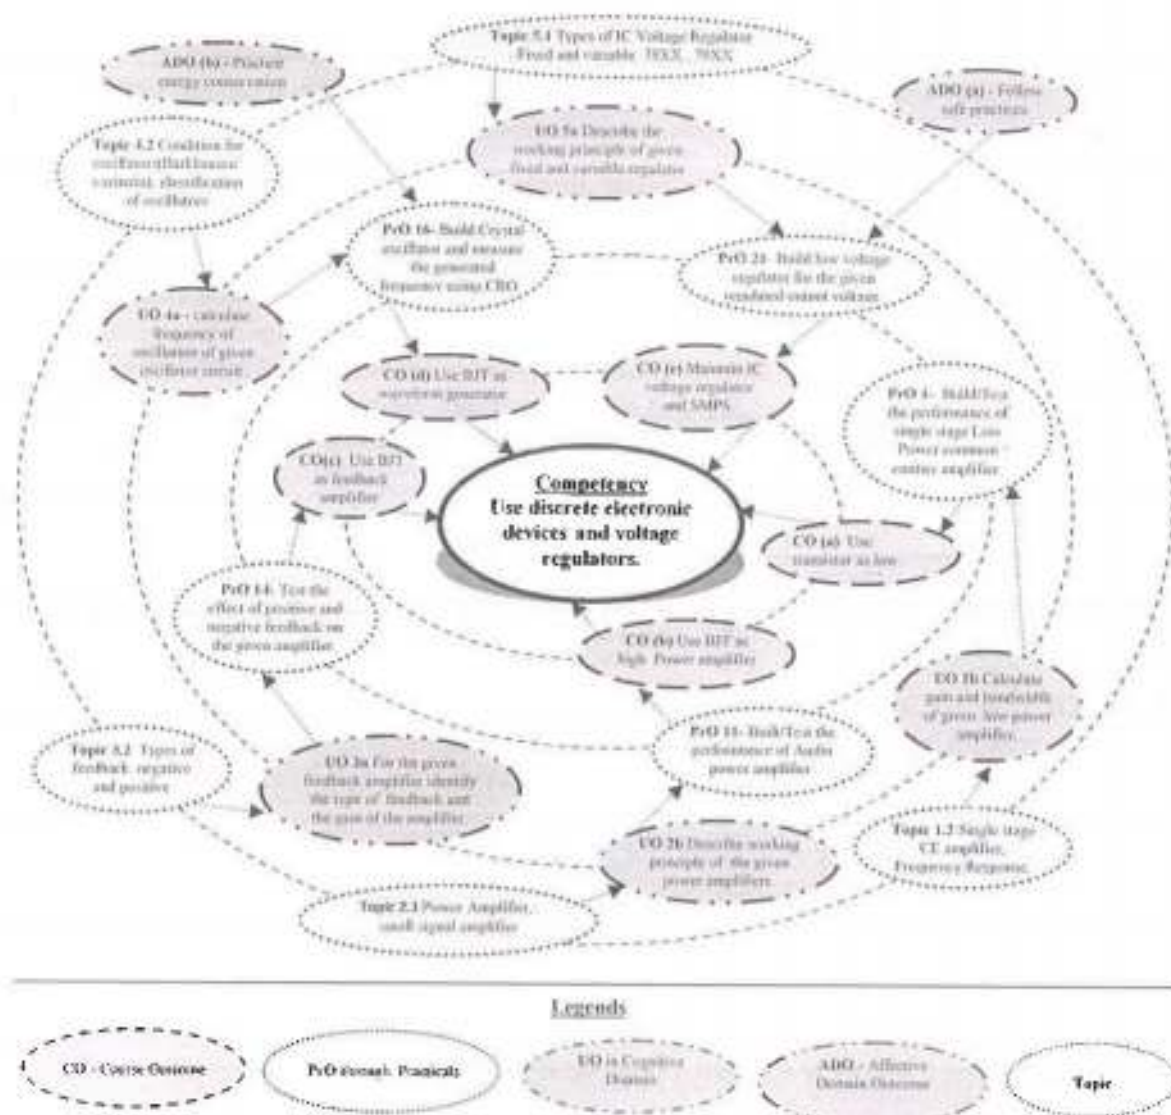 Topic 5.1 Types of IC Voltage Regulator
Fixed and variable 78XX, 79XX
ADO (b) - Practice
energy conservation
ADO (a) - Follow
safe practices
UO 5a Describe the
working principle of given
fixed and variable regulator
Topic 4.2 Condition for
classification
of oscillators
PrO 16- Build Crystal
oscillator and measure
the generated
frequency using CRO
PrO 21- Build low voltage
regulator for the given
output voltage
UO 4a - Calculate
frequency of
oscillation of given
oscillator circuit
CO (d) Use BJT as
waveform generator
CO (e) Maintain IC
voltage regulator
and SMPS
PrO 4- Build/Test
the performance of
single stage Low
Power common
emitter amplifier
CO(c) Use BJT
as feedback
amplifier
Competency
Use discrete electronic
devices and voltage
regulators.
CO (a) Use
transistor as low
PrO 14- Test the
effect of positive and
negative feedback on
the given amplifier
CO (b) Use BJT as
high Power amplifier
UO 1b Calculate
gain and bandwidth
of given low power
amplifier.
Topic 3.2 Types of
feedback: negative
and positive
UO 3a For the given
feedback amplifier identify
the type of feedback and
the gain of the amplifier.
PrO 11- Built/Test the
performance of Audio
power amplifier
UO 2b Describe working
principle of the given
power amplifiers
Single stage
CE amplifier,
Frequency Response,
Topic 2.1 Power Amplifier,
small signal amplifier
Legends
CO - Course Outcome
PrO through Practicals
UO in Cognitive
Domain
ADO - Affective
Domain Outcome
Topic